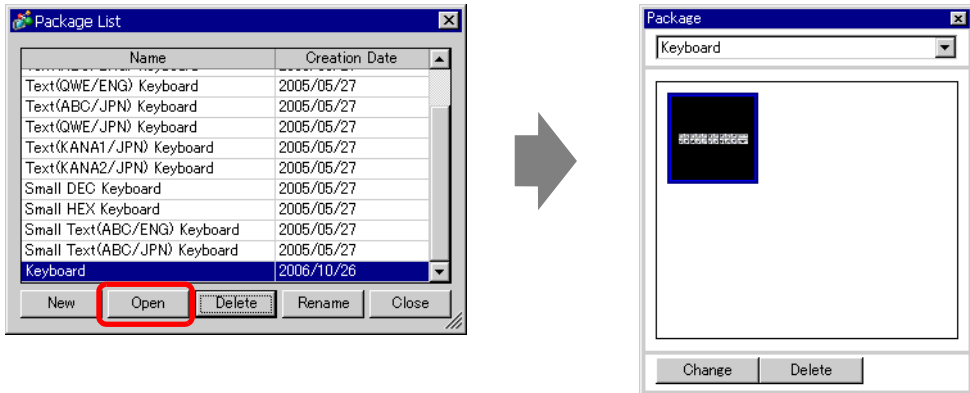 Package List
Name Creation Date
Text(QWE/ENG) Keyboard 2005/05/27
Text(ABC/JPN) Keyboard 2005/05/27
Text(QWE/JPN) Keyboard 2005/05/27
Text(KANA1/JPN) Keyboard 2005/05/27
Text(KANA2/JPN) Keyboard 2005/05/27
Small DEC Keyboard 2005/05/27
Small HEX Keyboard 2005/05/27
Small Text(ABC/ENG) Keyboard 2005/05/27
Small Text(ABC/JPN) Keyboard 2005/05/27
Keyboard 2006/10/26
New Open Delete Rename Close
Package
Keyboard
Change Delete